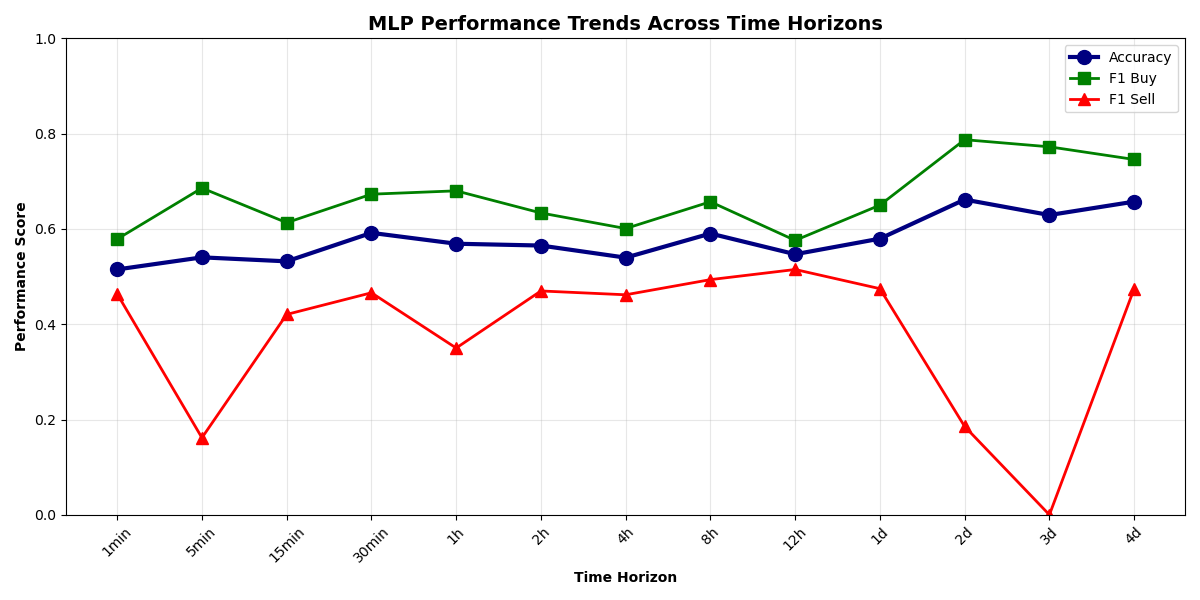 MLP Performance Trends Across Time Horizons
1.0
0.8
0.6
0.4
0.2
0.0
Performance Score
Accuracy
F1 Buy
F1 Sell
1min
5min
15min
30min
1h
2h
4h
8h
12h
1d
2d
3d
4d
Time Horizon